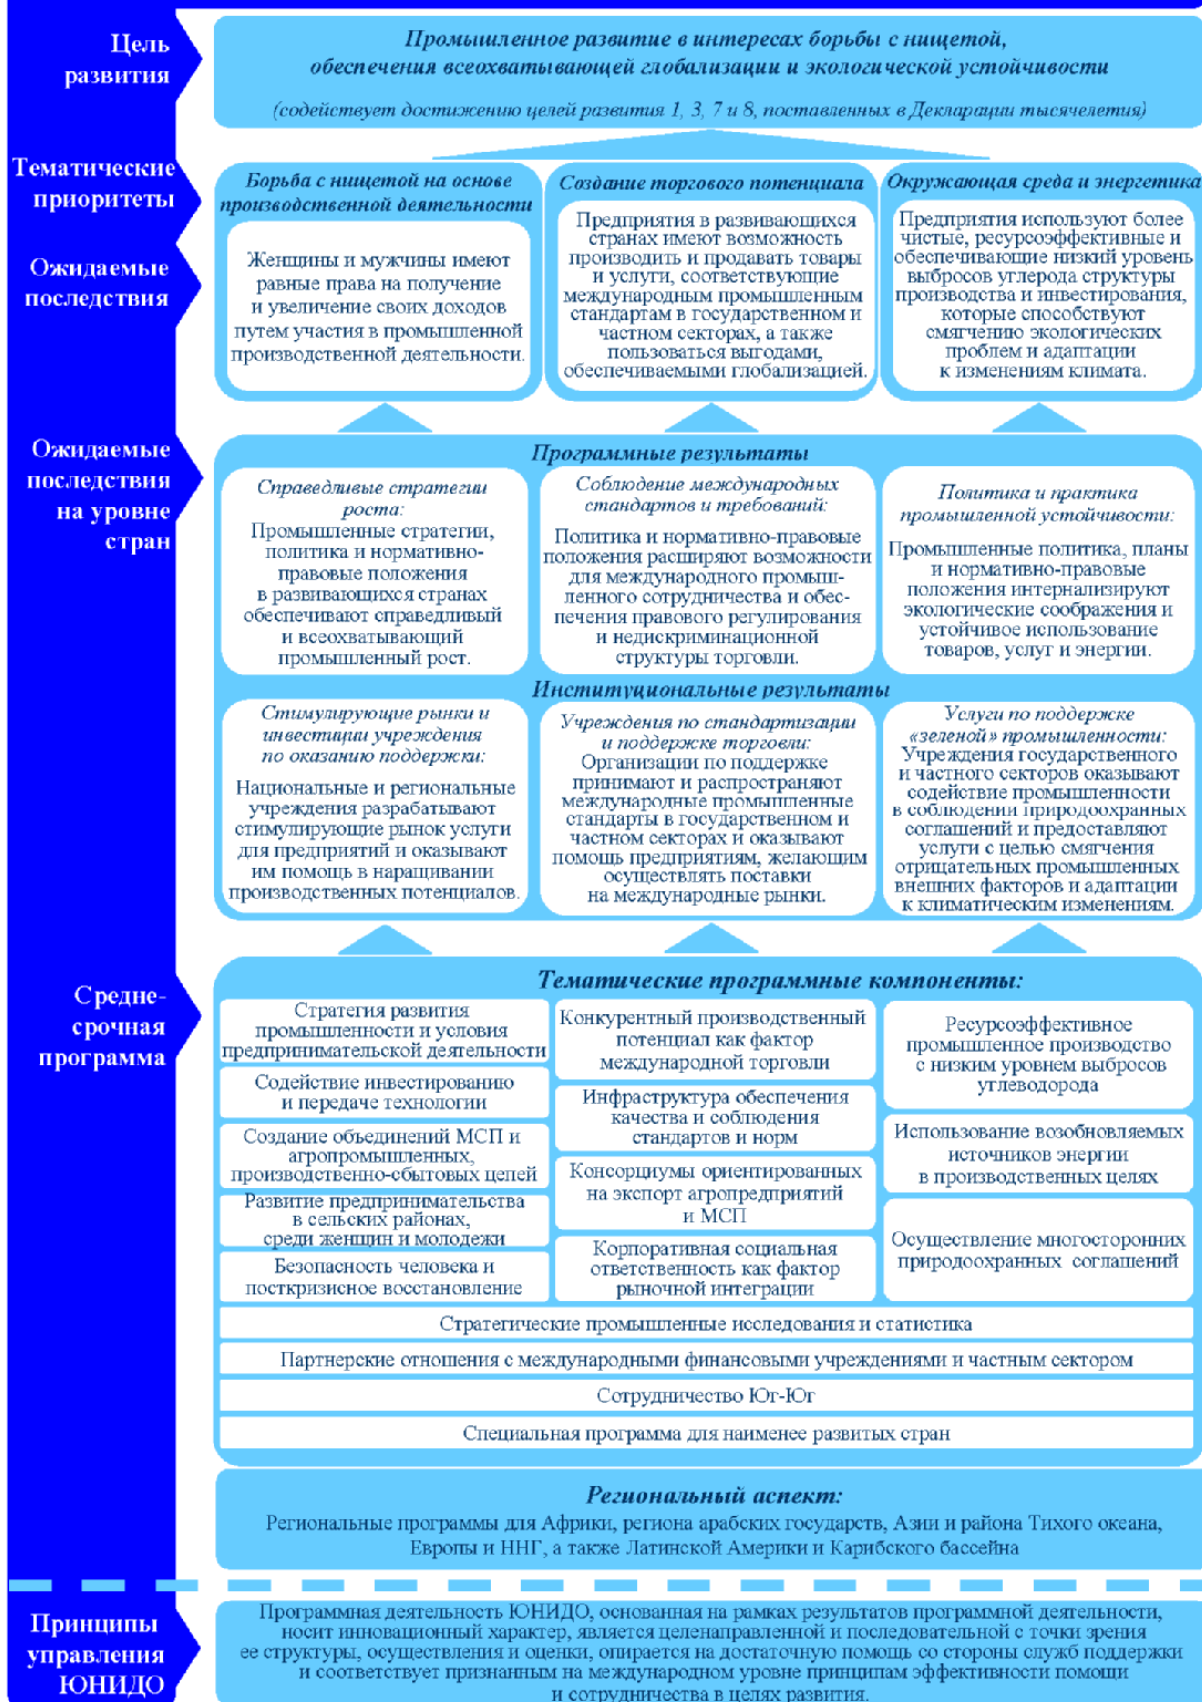 Цель
развития
Промышленное развитие в интересах борьбы с нищетой,
обеспечения всеохватывающей глобализации и экологической устойчивости
(содействует достижению целей развития 1, 3, 7 и 8, поставленных в Декларации тысячелетия)
Тематические
приоритеты
Борьба с нищетой на основе
производственной деятельности
Создание торгового потенциала
Окружающая среда и энергетика
Ожидаемые
последствия
Женщины и мужчины имеют
равные права на получение
и увеличение своих доходов
путем участия в промышленной
производственной деятельности.
Предприятия в развивающихся
странах имеют возможность
производить и продавать товары
и услуги, соответствующие
международным промышленным
стандартам в государственном и
частном секторах, а также
пользоваться выгодами,
обеспечиваемыми глобализацией.
Предприятия используют более
чистые, ресурсоэффективные и
обеспечивающие низкий уровень
выбросов углерода структуры
производства и инвестирования,
которые способствуют
смягчению экологических
проблем и адаптации
к изменениям климата.
Ожидаемые
последствия
на уровне
стран
Программные результаты
Справедливые стратегии
роста:
Промышленные стратегии,
политика и нормативно-
правовые положения
в развивающихся странах
обеспечивают справедливый
и всеохватывающий
промышленный рост.
Соблюдение международных
стандартов и требований:
Политика и нормативно-правовые
положения расширяют возможности
для международного промыш-
ленного сотрудничества и обес-
печения правового регулирования
и недискриминационной
структуры торговли.
Политика и практика
промышленной устойчивости:
Промышленные политика, планы
и нормативно-правовые
положения интернализируют
экологические соображения и
устойчивое использование
товаров, услуг и энергии.
Институциональные результаты
Стимулирующие рынки и
инвестиции учреждения
по оказанию поддержки:
Национальные и региональные
учреждения разрабатывают
стимулирующие рынок услуги
для предприятий и оказывают
им помощь в наращивании
производственных потенциалов.
Учреждения по стандартизации
и поддержке торговли:
Организации по поддержке
принимают и распространяют
международные промышленные
стандарты в государственном и
частном секторах и оказывают
помощь предприятиям, желающим
осуществлять поставки
на международные рынки.
Услуги по поддержке
«зеленой» промышленности:
Учреждения государственного
и частного секторов оказывают
содействие промышленности
в соблюдении природоохранных
соглашений и предоставляют
услуги с целью смягчения
отрицательных промышленных
внешних факторов и адаптации
к климатическим изменениям.
Средне-
срочная
программа
Тематические программные компоненты:
Стратегия развития
промышленности и условия
предпринимательской деятельности
Содействие инвестированию
и передаче технологии
Создание объединений МСП и
агропромышленных,
производственно-сбытовых цепей
Развитие предпринимательства
в сельских районах,
среди женщин и молодежи
Безопасность человека и
посткризисное восстановление
Конкурентный производственный
потенциал как фактор
международной торговли
Инфраструктура обеспечения
качества и соблюдения
стандартов и норм
Консорциумы ориентированных
на экспорт агропредприятий
и МСП
Корпоративная социальная
ответственность как фактор
рыночной интеграции
Ресурсоэффективное
промышленное производство
с низким уровнем выбросов
углеводорода
Использование возобновляемых
источников энергии
в производственных целях
Осуществление многосторонних
природоохранных соглашений
Стратегические промышленные исследования и статистика
Партнерские отношения с международными финансовыми учреждениями и частным сектором
Сотрудничество Юг-Юг
Специальная программа для наименее развитых стран
Региональный аспект:
Региональные программы для Африки, региона арабских государств, Азии и района Тихого океана,
Европы и ННГ, а также Латинской Америки и Карибского бассейна
Принципы
управления
ЮНИДО
Программная деятельность ЮНИДО, основанная на рамках результатов программной деятельности,
носит инновационный характер, является целенаправленной и последовательной с точки зрения
ее структуры, осуществления и оценки, опирается на достаточную помощь со стороны служб поддержки
и соответствует признанным на международном уровне принципам эффективности помощи
и сотрудничества в целях развития.